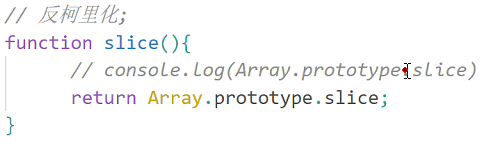 // 反柯里化;
function slice(){
// console.log(Array.prototype.slice)
return Array.prototype.slice;
}